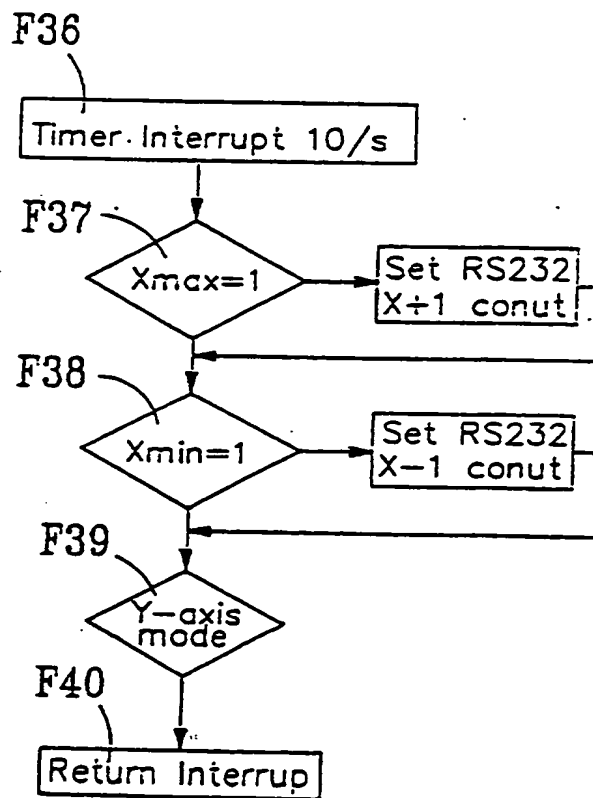 F36
Timer Interrupt 10/s
F37
Xmax=1
Set RS232
X+1 conut
F38
Xmin=1
Set RS232
X-1 conut
F39
Y-axis
mode
F40
Return Interrup